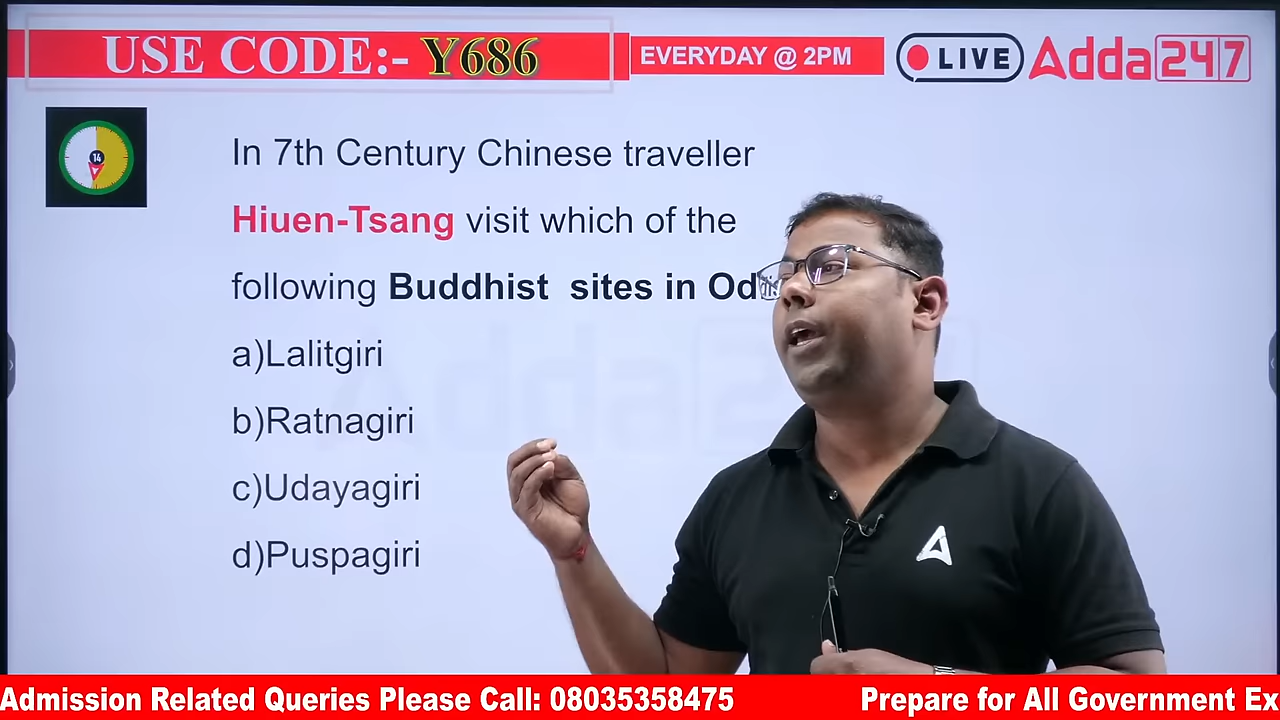 USE CODE:- Y686
EVERYDAY @ 2PM
LIVE
Adda247
14
In 7th Century Chinese traveller
Hiuen-Tsang visit which of the
following Buddhist sites in
a)Lalitgiri
b)Ratnagiri
c)Udayagiri
d)Puspagiri
Admission Related Queries Please Call: 08035358475
Prepare for All Government Ex